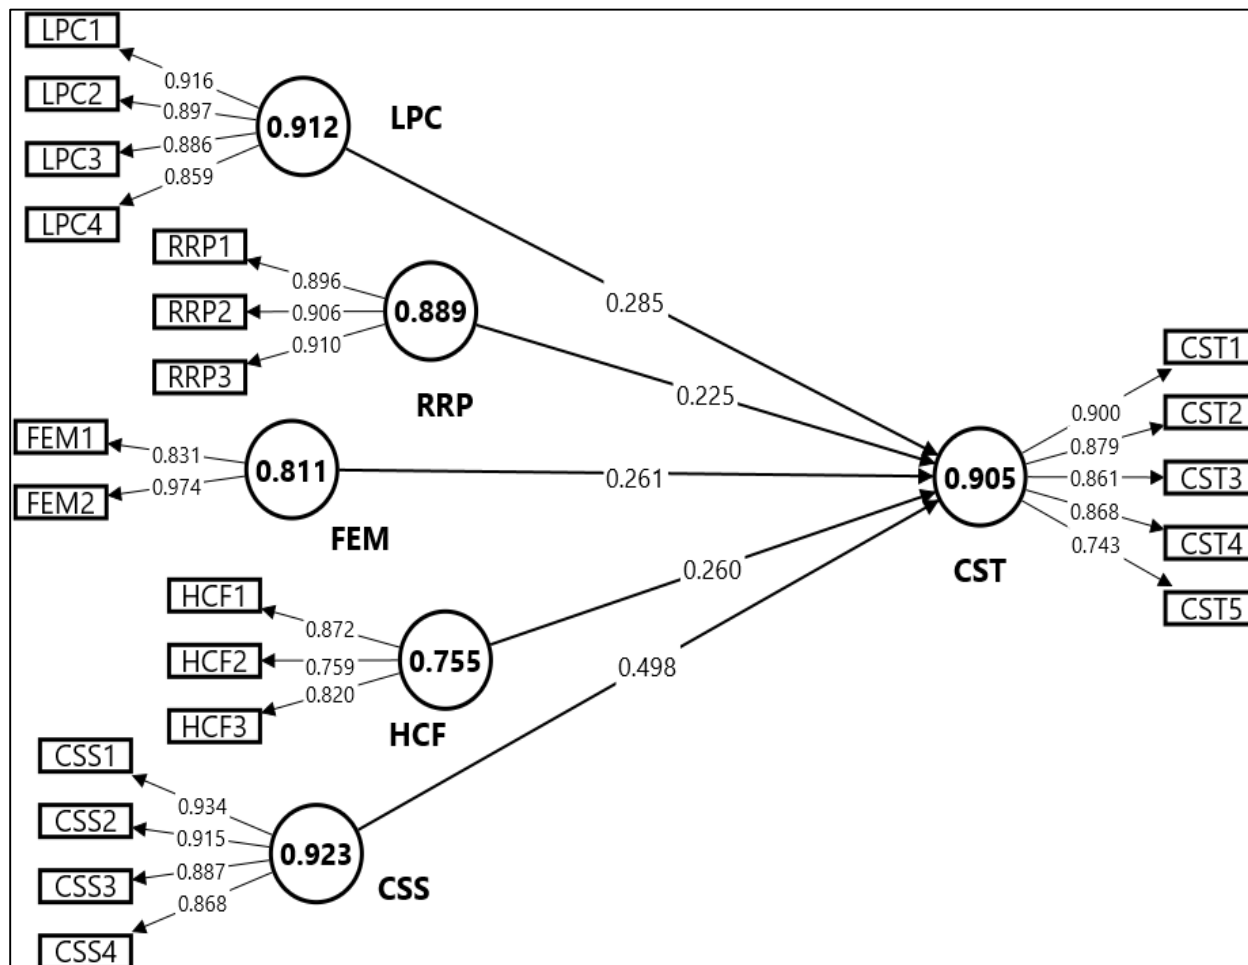 LPC1
LPC2
LPC3
LPC4
0.916
0.897
0.886
0.859
0.912
LPC
RRP1
RRP2
RRP3
0.896
0.906
0.910
0.889
RRP
FEM1
FEM2
0.831
0.974
0.811
FEM
HCF1
HCF2
HCF3
0.872
0.759
0.820
0.755
HCF
CSS1
CSS2
CSS3
CSS4
0.934
0.915
0.887
0.868
0.923
CSS
0.285
0.225
0.261
0.260
0.498
0.905
CST
0.900
0.879
0.861
0.868
0.743
CST1
CST2
CST3
CST4
CST5